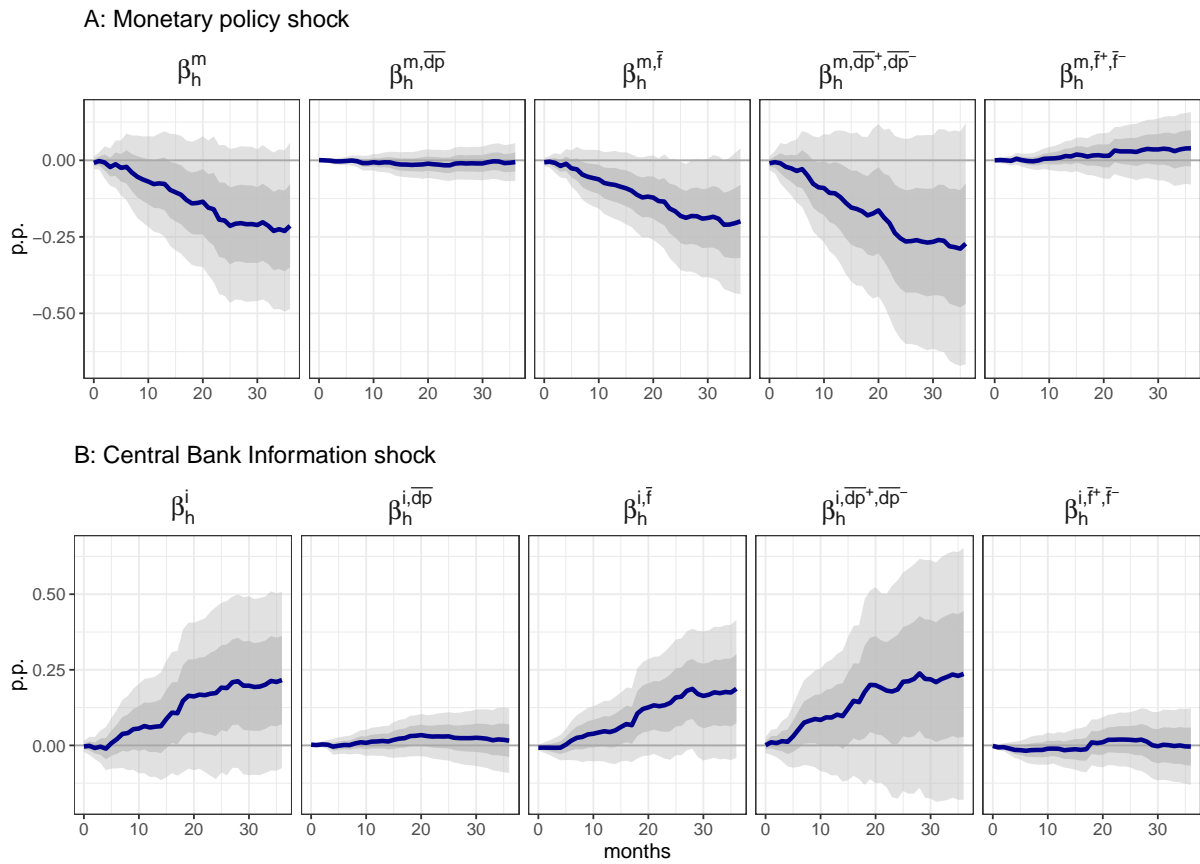 A: Monetary policy shock
β_h^m β_h^{m,\overline{dp}} β_h^{m,\bar{f}} β_h^{m,\overline{dp}^+,\overline{dp}^-} β_h^{m,\bar{f}^+,\bar{f}^-}
0.00
−0.25
−0.50
p.p.
0 10 20 30 0 10 20 30 0 10 20 30 0 10 20 30 0 10 20 30
B: Central Bank Information shock
β_h^i β_h^{i,\overline{dp}} β_h^{i,\bar{f}} β_h^{i,\overline{dp}^+,\overline{dp}^-} β_h^{i,\bar{f}^+,\bar{f}^-}
0.50
0.25
0.00
p.p.
0 10 20 30 0 10 20 30 0 10 20 30 0 10 20 30 0 10 20 30
months